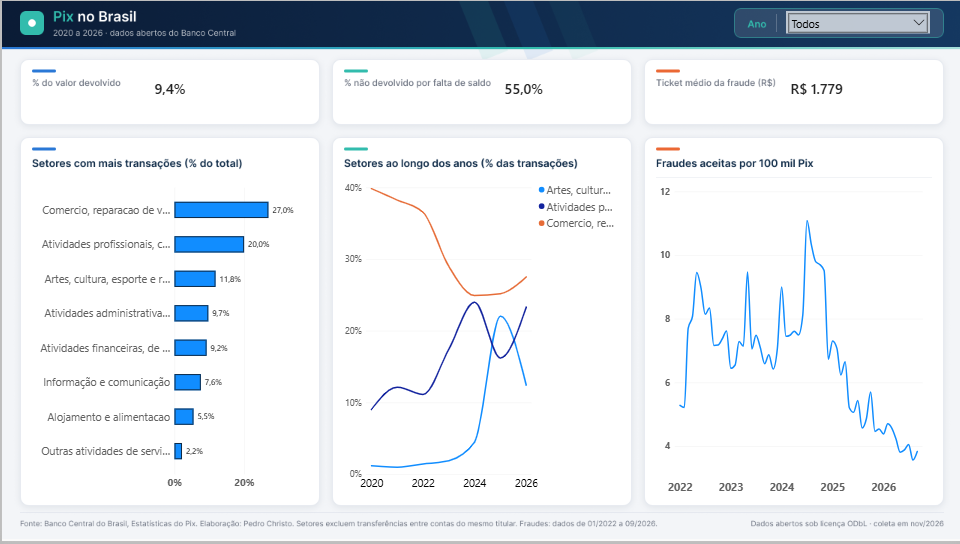 Pix no Brasil
2020 a 2026 · dados abertos do Banco Central
Ano
Todos
% do valor devolvido
9,4%
% não devolvido por falta de saldo
55,0%
Ticket médio da fraude (R$)
R$ 1.779
Setores com mais transações (% do total)
Comercio, reparacao de v... 27,0%
Atividades profissionais, c... 20,0%
Artes, cultura, esporte e r... 11,8%
Atividades administrativa... 9,7%
Atividades financeiras, de ... 9,2%
Informação e comunicação 7,6%
Alojamento e alimentacao 5,5%
Outras atividades de servi... 2,2%
0% 20%
Setores ao longo dos anos (% das transações)
40%
30%
20%
10%
0%
2020 2022 2024 2026
Artes, cultur...
Atividades p...
Comercio, re...
Fraudes aceitas por 100 mil Pix
12
10
8
6
4
2022 2023 2024 2025 2026
Fonte: Banco Central do Brasil, Estatísticas do Pix. Elaboração: Pedro Christo. Setores excluem transferências entre contas do mesmo titular. Fraudes: dados de 01/2022 a 09/2026.
Dados abertos sob licença ODbL · coleta em nov/2026